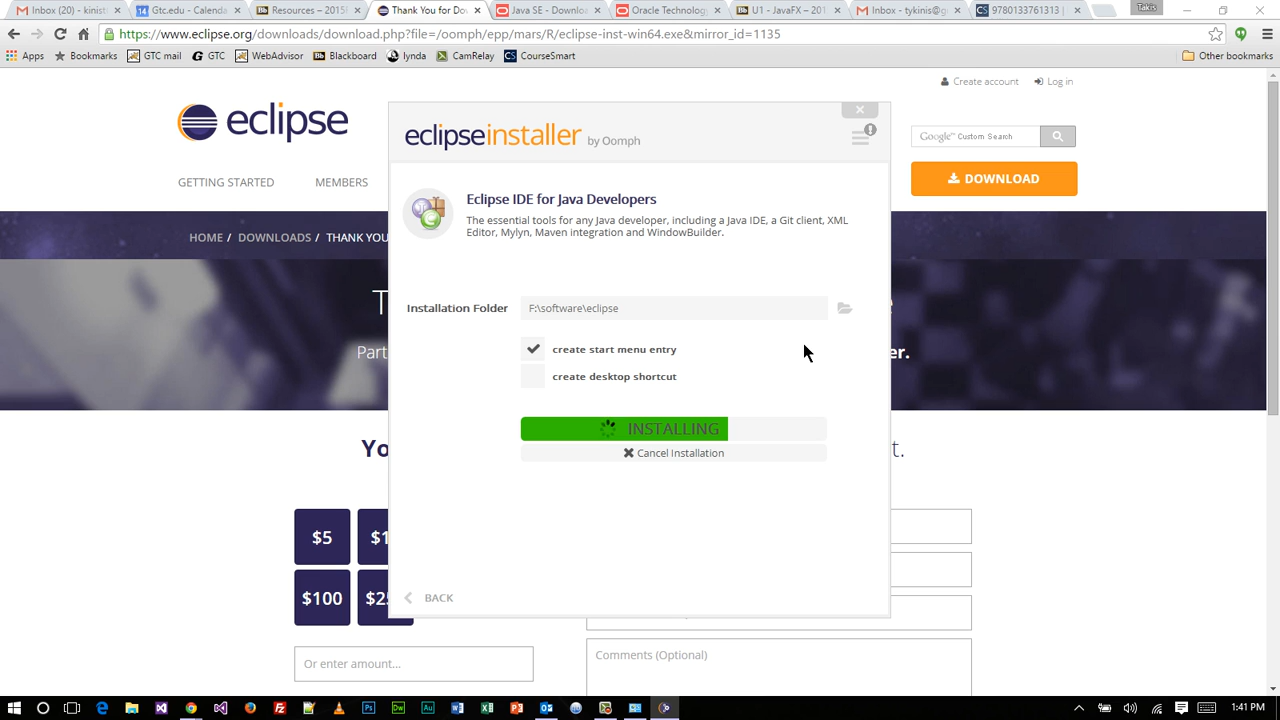 Inbox (20) - kinist
Gtc.edu - Calenda
Resources – 2015
Thank You for Do
Java SE - Downlo
Oracle Technolog
U1 - JavaFX – 201
Inbox - tykinis@g
9780133761313 | 
Takis
https://www.eclipse.org/downloads/download.php?file=/oomph/epp/mars/R/eclipse-inst-win64.exe&mirror_id=1135
Apps Bookmarks GTC mail GTC WebAdvisor Blackboard lynda CamRelay CourseSmart Other bookmarks
Create account Log in
eclipse
Google™ Custom Search
GETTING STARTED MEMBERS
DOWNLOAD
HOME / DOWNLOADS / THANK YOU
eclipseinstaller by Oomph
Eclipse IDE for Java Developers
The essential tools for any Java developer, including a Java IDE, a Git client, XML
Editor, Mylyn, Maven integration and WindowBuilder.
Installation Folder F:\software\eclipse
create start menu entry
create desktop shortcut
INSTALLING
Cancel Installation
BACK
$5
$100
Or enter amount...
Comments (Optional)
1:41 PM